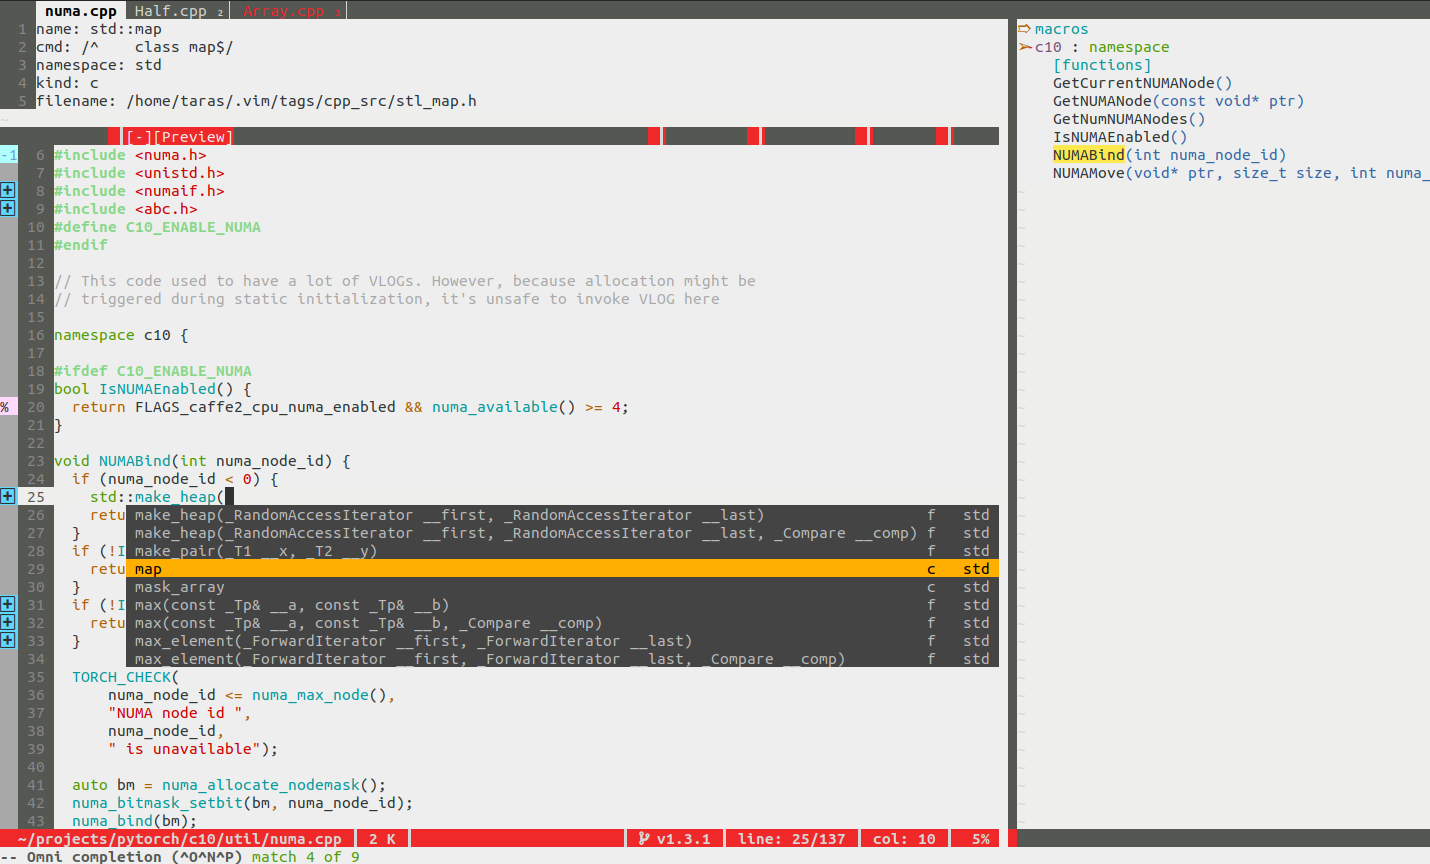 numa.cpp Half.cpp 2 Array.cpp 3
1 name: std::map
2 cmd: /^    class map$/
3 namespace: std
4 kind: c
5 filename: /home/taras/.vim/tags/cpp_src/stl_map.h
~
[-][Preview]
-1 6 #include <numa.h>
7 #include <unistd.h>
+ 8 #include <numaif.h>
+ 9 #include <abc.h>
10 #define C10_ENABLE_NUMA
11 #endif
12
13 // This code used to have a lot of VLOGs. However, because allocation might be
14 // triggered during static initialization, it's unsafe to invoke VLOG here
15
16 namespace c10 {
17
18 #ifdef C10_ENABLE_NUMA
19 bool IsNUMAEnabled() {
% 20   return FLAGS_caffe2_cpu_numa_enabled && numa_available() >= 4;
21 }
22
23 void NUMABind(int numa_node_id) {
24   if (numa_node_id < 0) {
+ 25     std::make_heap(
26     retu make_heap(_RandomAccessIterator __first, _RandomAccessIterator __last) f std
27   } make_heap(_RandomAccessIterator __first, _RandomAccessIterator __last, _Compare __comp) f std
28   if (!I make_pair(_T1 __x, _T2 __y) f std
29     retu map c std
30   } mask_array c std
+ 31   if (!I max(const _Tp& __a, const _Tp& __b) f std
+ 32     retu max(const _Tp& __a, const _Tp& __b, _Compare __comp) f std
+ 33   } max_element(_ForwardIterator __first, _ForwardIterator __last) f std
34 max_element(_ForwardIterator __first, _ForwardIterator __last, _Compare __comp) f std
35   TORCH_CHECK(
36       numa_node_id <= numa_max_node(),
37       "NUMA node id ",
38       numa_node_id,
39       " is unavailable");
40
41   auto bm = numa_allocate_nodemask();
42   numa_bitmask_setbit(bm, numa_node_id);
43   numa_bind(bm);
~/projects/pytorch/c10/util/numa.cpp 2 K v1.3.1 line: 25/137 col: 10 5%
-- Omni completion (^O^N^P) match 4 of 9
macros
c10 : namespace
[functions]
GetCurrentNUMANode()
GetNUMANode(const void* ptr)
GetNumNUMANodes()
IsNUMAEnabled()
NUMABind(int numa_node_id)
NUMAMove(void* ptr, size_t size, int numa_